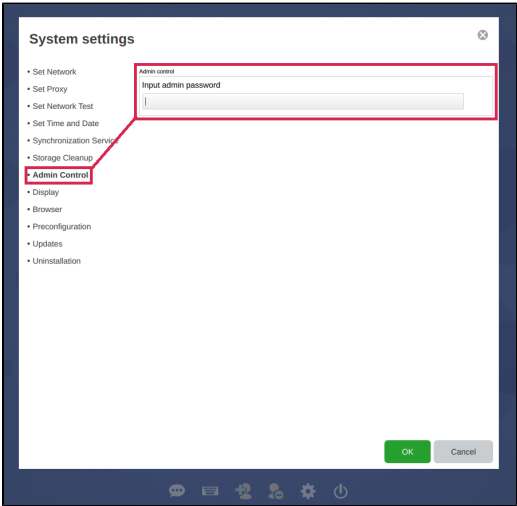 System settings
• Set Network
• Set Proxy
• Set Network Test
• Set Time and Date
• Synchronization Service
• Storage Cleanup
• Admin Control
• Display
• Browser
• Preconfiguration
• Updates
• Uninstallation
Admin control
Input admin password
OK
Cancel